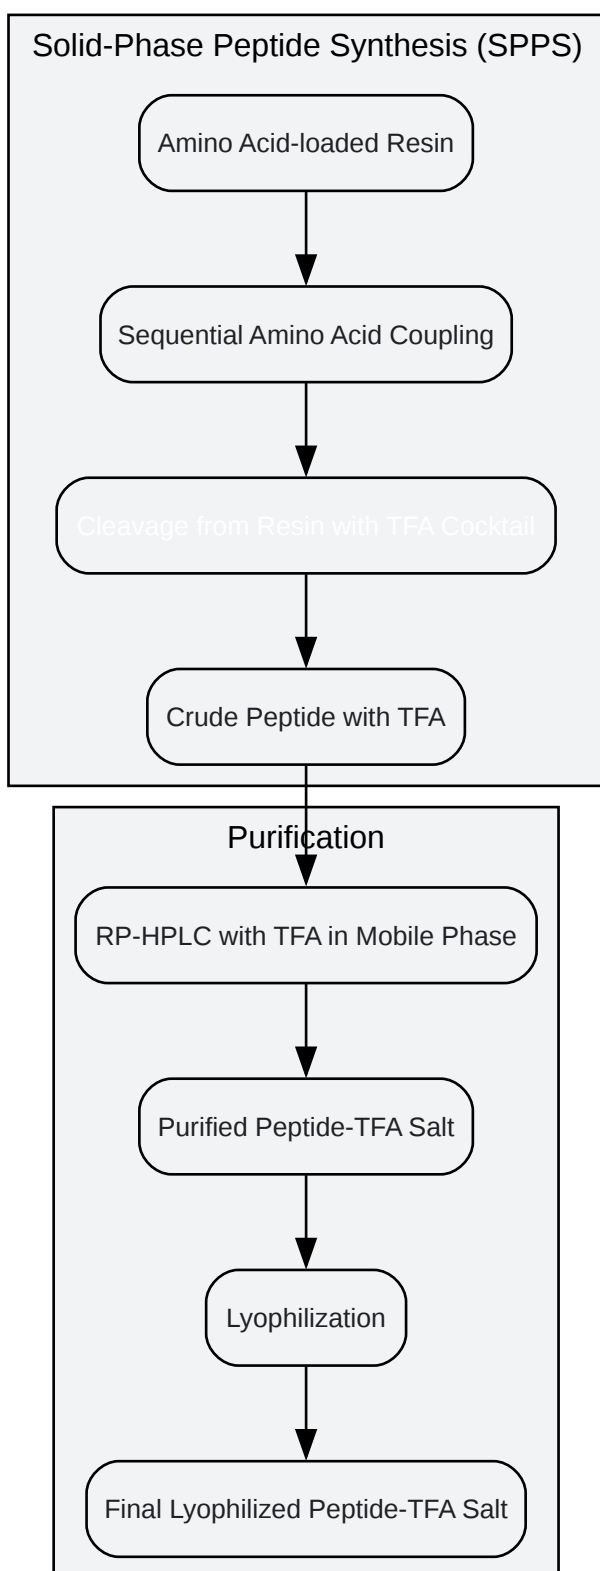 Solid-Phase Peptide Synthesis (SPPS)
Amino Acid-loaded Resin
Sequential Amino Acid Coupling
Cleavage from Resin with TFA Cocktail
Crude Peptide with TFA
Purification
RP-HPLC with TFA in Mobile Phase
Purified Peptide-TFA Salt
Lyophilization
Final Lyophilized Peptide-TFA Salt